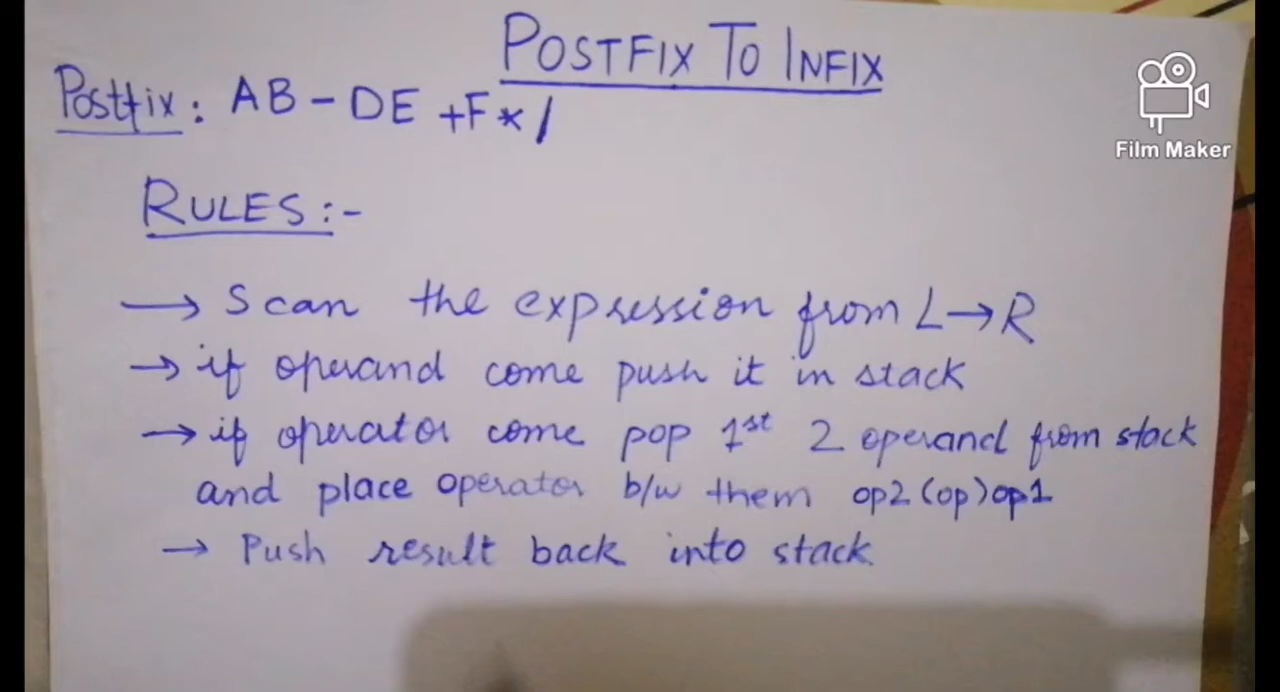 POSTFIX TO INFIX
Postfix: AB - DE +F * /
Film Maker
RULES :-
→ Scan the expression from L→R
→ if operand come push it in stack
→ if operator come pop 1st 2 operand from stack
and place operator b/w them op2 (op) op1
→ Push result back into stack.